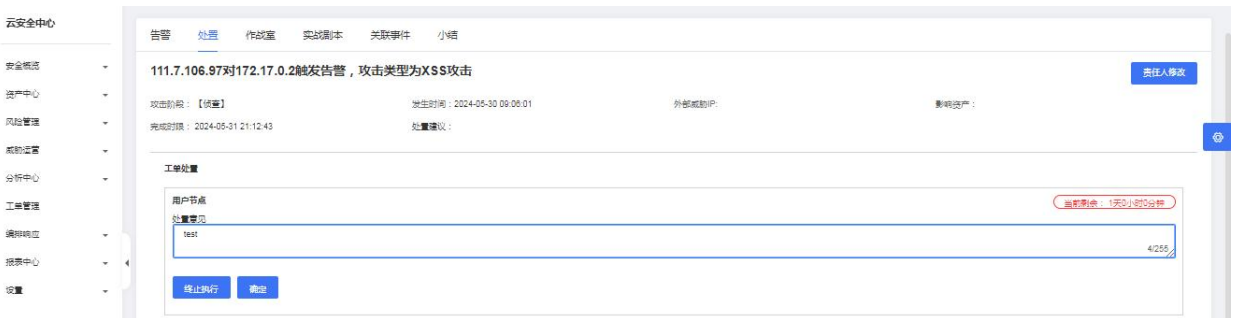 云安全中心
安全概览
资产中心
风险管理
威胁运营
分析中心
工单管理
编排响应
报表中心
设置
告警 处置 作战室 实战剧本 关联事件 小结
111.7.106.97对172.17.0.2触发告警，攻击类型为XSS攻击
责任人修改
攻击阶段：【侦查】 发生时间：2024-05-30 09:06:01 外部威胁IP: 影响资产：
完成时限：2024-05-31 21:12:43 处置建议：
工单处置
用户节点
当前剩余：1天0小时0分钟
处置意见
test
4/255
终止执行 确定